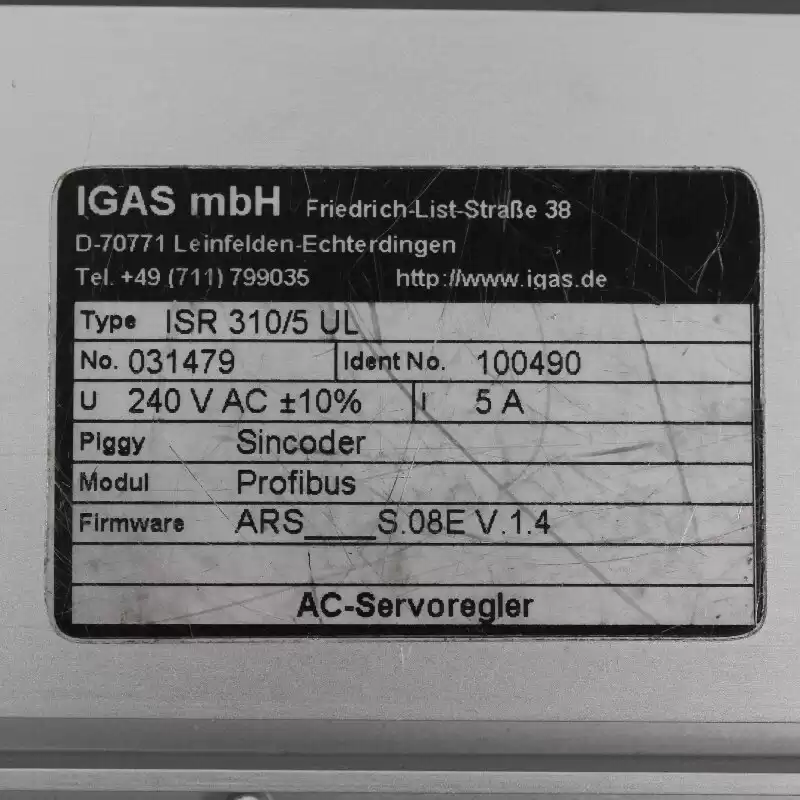 IGAS mbH Friedrich-List-Straße 38
D-70771 Leinfelden-Echterdingen
Tel. +49 (711) 799035 http://www.igas.de
Type ISR 310/5 UL
No. 031479 Ident No. 100490
U 240 V AC ±10% I 5 A
Piggy Sincoder
Modul Profibus
Firmware ARS____S.08E V.1.4
AC-Servoregler